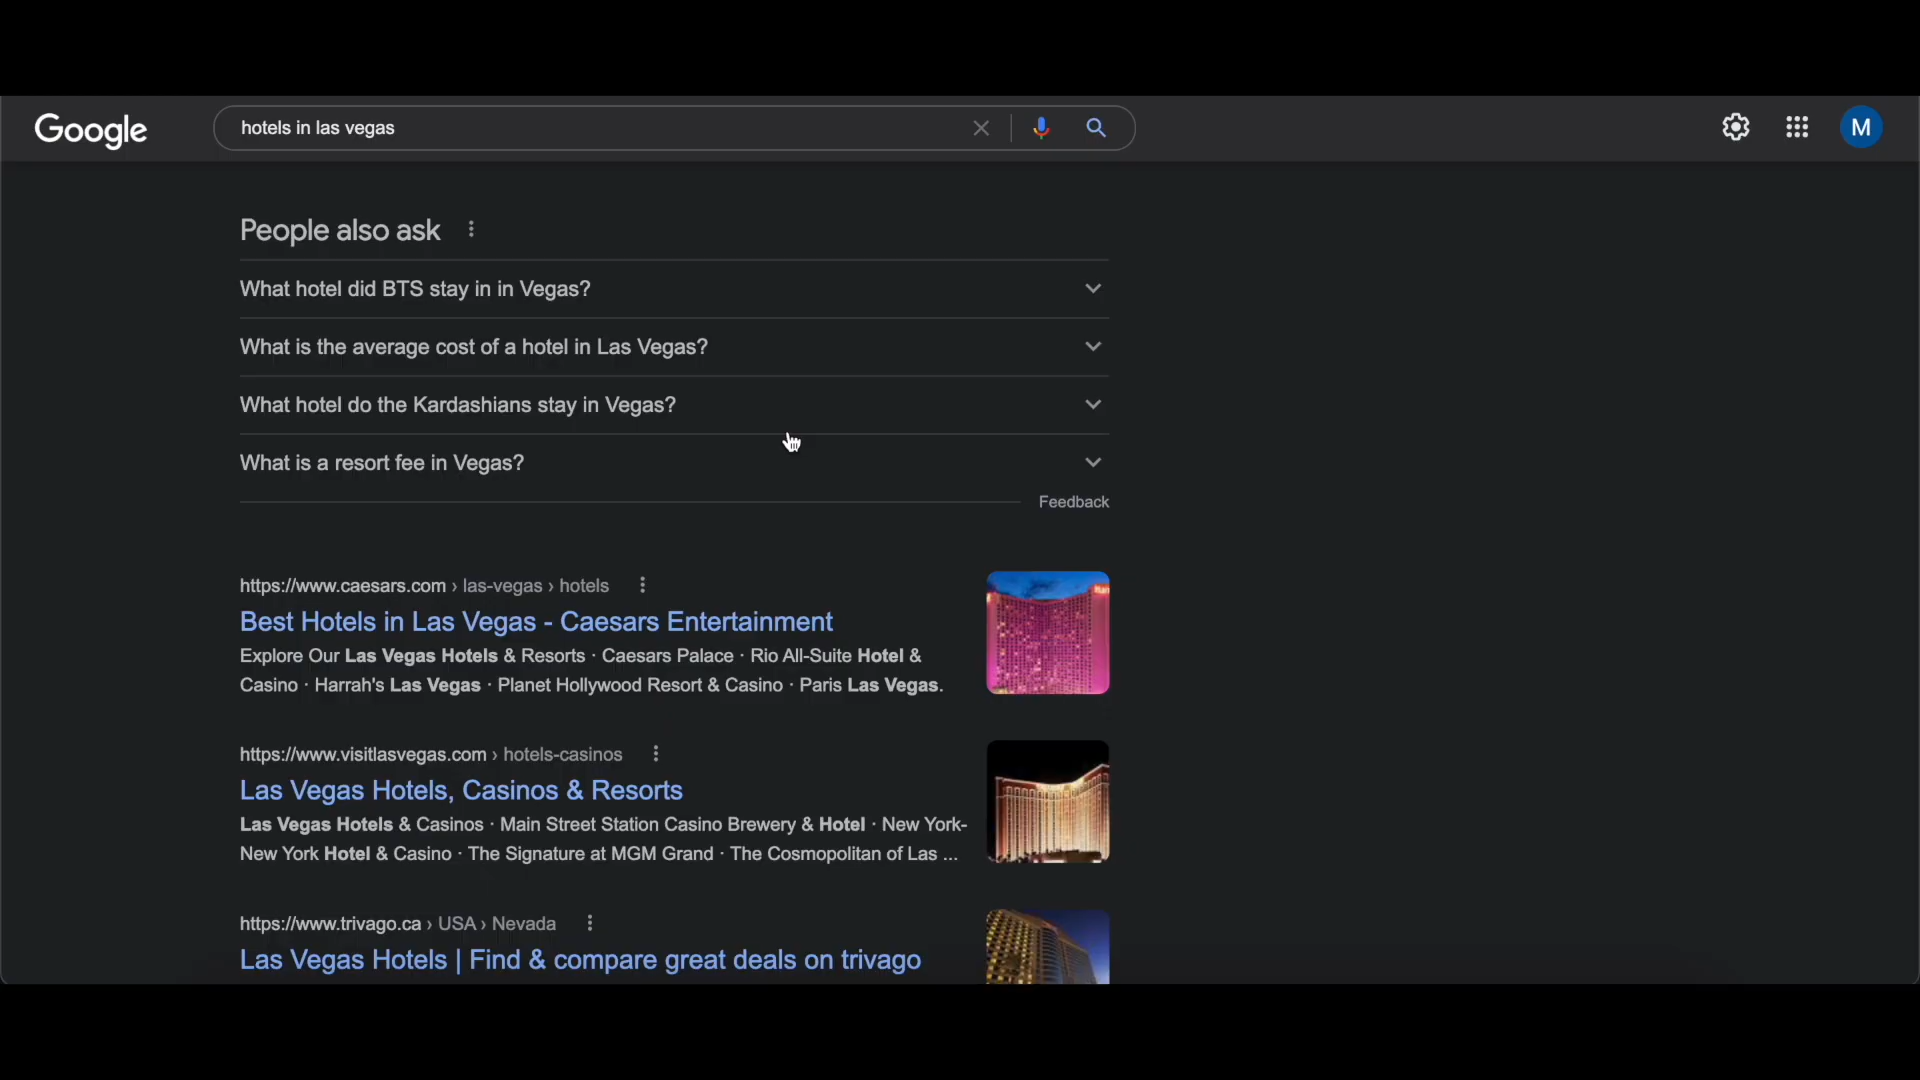 Google
hotels in las vegas
M
People also ask
What hotel did BTS stay in in Vegas?
What is the average cost of a hotel in Las Vegas?
What hotel do the Kardashians stay in Vegas?
What is a resort fee in Vegas?
Feedback
https://www.caesars.com › las-vegas › hotels
Best Hotels in Las Vegas - Caesars Entertainment
Explore Our Las Vegas Hotels & Resorts · Caesars Palace · Rio All-Suite Hotel &
Casino · Harrah's Las Vegas · Planet Hollywood Resort & Casino · Paris Las Vegas.
https://www.visitlasvegas.com › hotels-casinos
Las Vegas Hotels, Casinos & Resorts
Las Vegas Hotels & Casinos · Main Street Station Casino Brewery & Hotel · New York-
New York Hotel & Casino · The Signature at MGM Grand · The Cosmopolitan of Las ...
https://www.trivago.ca › USA › Nevada
Las Vegas Hotels | Find & compare great deals on trivago